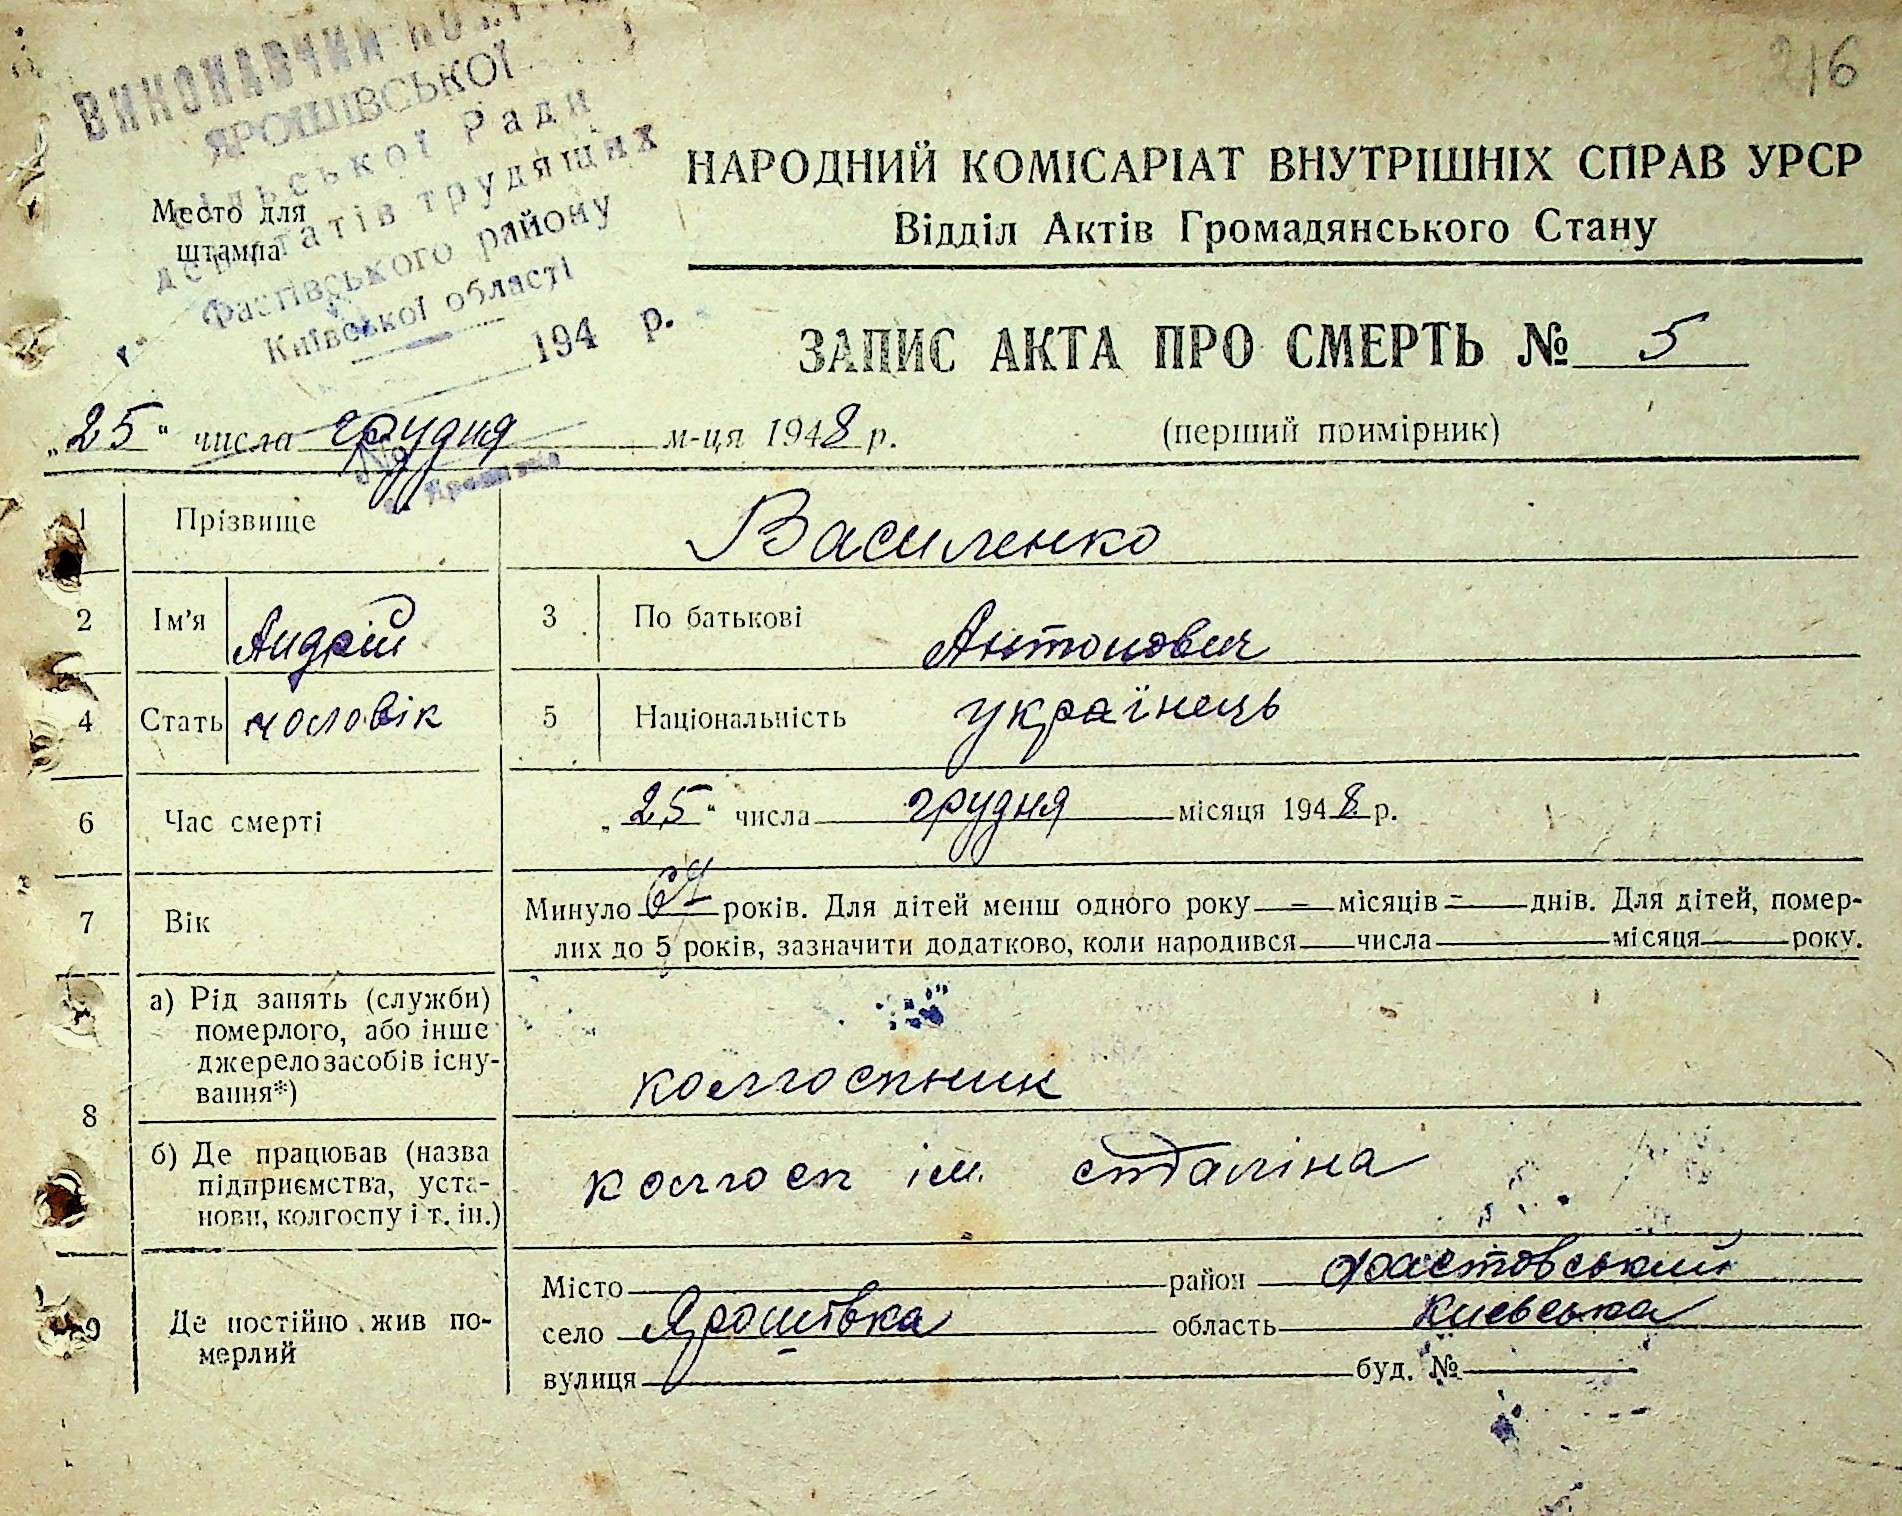 216
ВИКОНАВЧИЙ
ЯРОШІВСЬКОЇ
сільської Ради
депутатів трудящих
Фастівського району
Київської області
Место для
штампа
194 р.
НАРОДНИЙ КОМІСАРІАТ ВНУТРІШНІХ СПРАВ УРСР
Відділ Актів Громадянського Стану
ЗАПИС АКТА ПРО СМЕРТЬ № 5
„25“ числа грудня м-ця 1948 р. (перший примірник)
№
1 Прізвище Василенко
2 Ім'я Андрій 3 По батькові Антонович
4 Стать чоловік 5 Національність українець
6 Час смерті „25“ числа грудня місяця 1948 р.
7 Вік Минуло років. Для дітей менш одного року — місяців — днів. Для дітей, помер-
лих до 5 років, зазначити додатково, коли народився числа місяця року.
8 а) Рід занять (служби)
померлого, або інше
джерело засобів існу-
вання*) колгоспник
б) Де працював (назва
підприємства, уста-
нови, колгоспу і т. ін.) колгосп ім. сталіна
9 Де постійно жив по-
мерлий
Місто район Фастовський
село Ярошівка область Києвська
вулиця буд. №